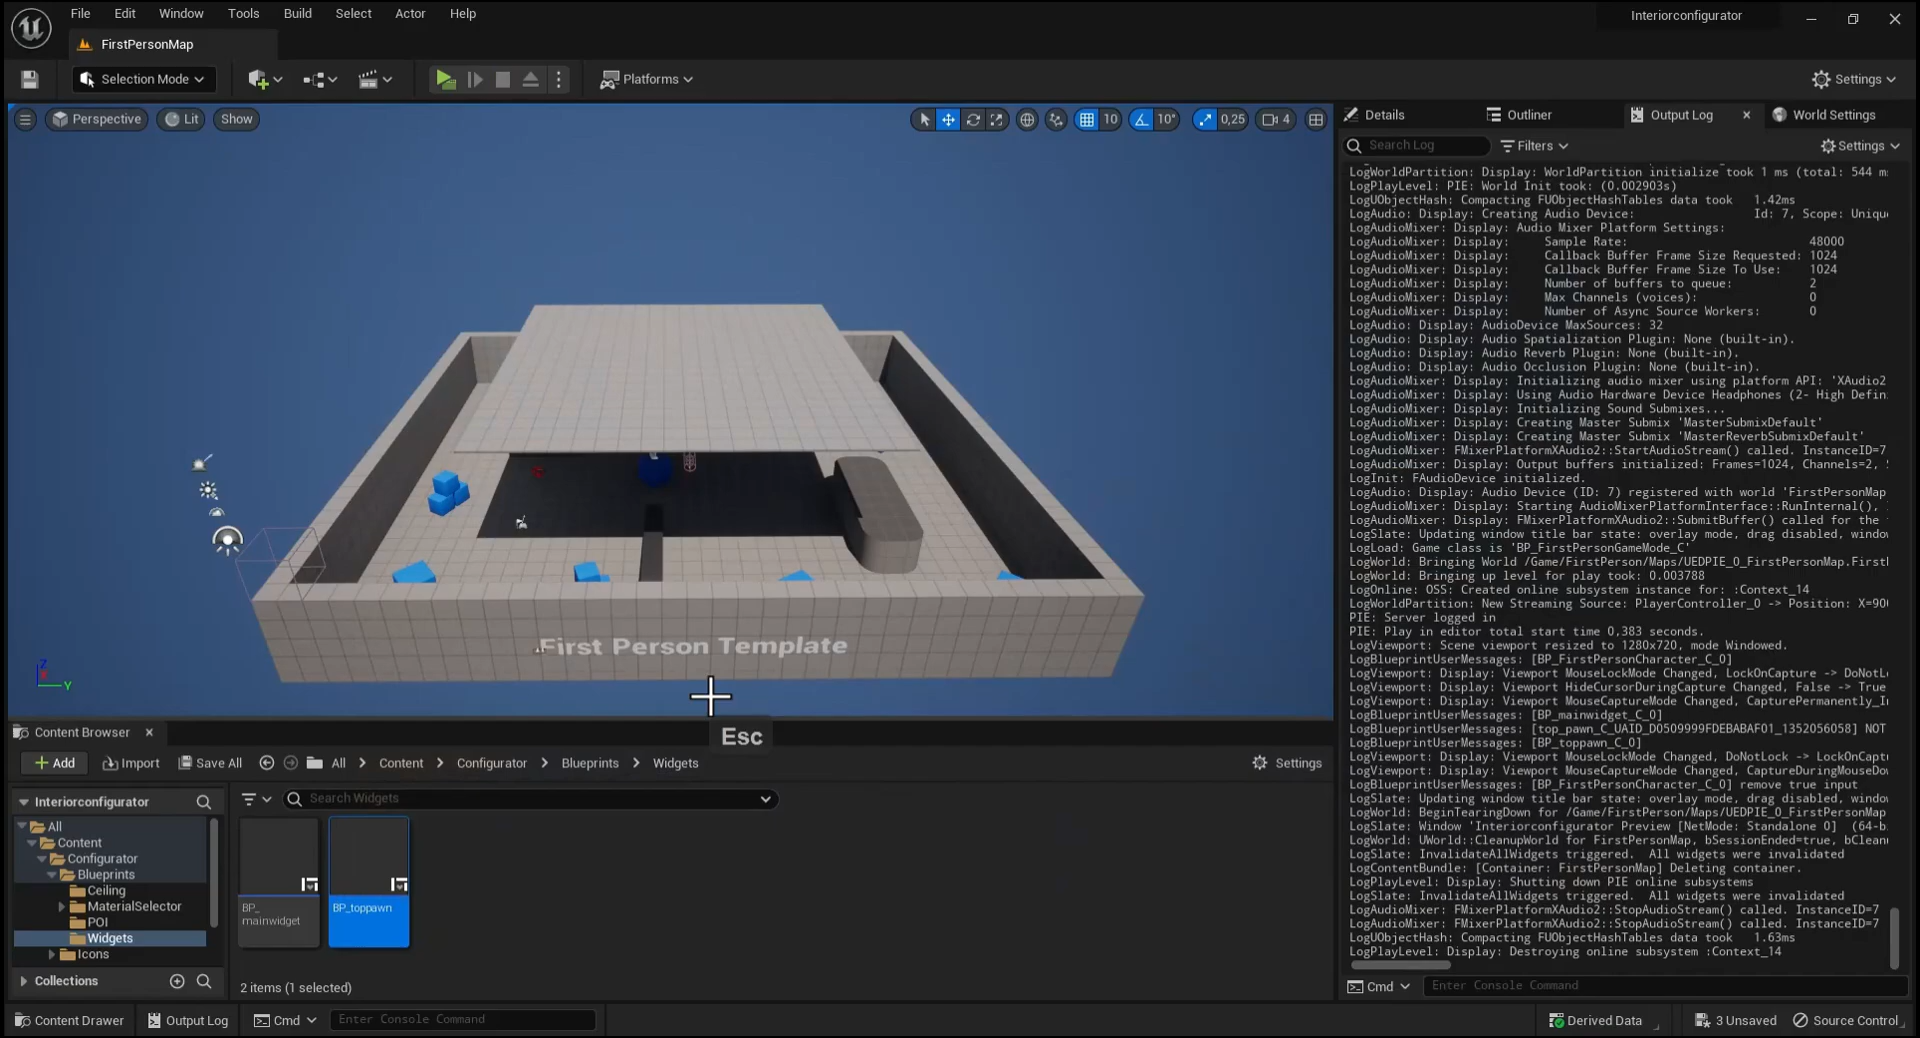 File Edit Window Tools Build Select Actor Help
Interiorconfigurator
FirstPersonMap
Selection Mode
Platforms
Settings
Perspective Lit Show
10 10° 0,25 4
Details Outliner Output Log World Settings
Search Log Filters Settings
LogWorldPartition: Display: WorldPartition initialize took 1 ms (total: 544 m
LogPlayLevel: PIE: World Init took: (0.002903s)
LogUObjectHash: Compacting FUObjectHashTables data took 1.42ms
LogAudio: Display: Creating Audio Device: Id: 7, Scope: Uniqu
LogAudioMixer: Display: Audio Mixer Platform Settings:
LogAudioMixer: Display: Sample Rate: 48000
LogAudioMixer: Display: Callback Buffer Frame Size Requested: 1024
LogAudioMixer: Display: Callback Buffer Frame Size To Use: 1024
LogAudioMixer: Display: Number of buffers to queue: 2
LogAudioMixer: Display: Max Channels (voices): 0
LogAudioMixer: Display: Number of Async Source Workers: 0
LogAudio: Display: AudioDevice MaxSources: 32
LogAudio: Display: Audio Spatialization Plugin: None (built-in).
LogAudio: Display: Audio Reverb Plugin: None (built-in).
LogAudio: Display: Audio Occlusion Plugin: None (built-in).
LogAudioMixer: Display: Initializing audio mixer using platform API: 'XAudio2
LogAudioMixer: Display: Using Audio Hardware Device Headphones (2- High Defin
LogAudioMixer: Display: Initializing Sound Submixes...
LogAudioMixer: Display: Creating Master Submix 'MasterSubmixDefault'
LogAudioMixer: Display: Creating Master Submix 'MasterReverbSubmixDefault'
LogAudioMixer: FMixerPlatformXAudio2::StartAudioStream() called. InstanceID=7
LogAudioMixer: Display: Output buffers initialized: Frames=1024, Channels=2,
LogInit: FAudioDevice initialized.
LogAudio: Display: Audio Device (ID: 7) registered with world 'FirstPersonMap
LogAudioMixer: Display: Starting AudioMixerPlatformInterface::RunInternal(),
LogAudioMixer: Display: FMixerPlatformXAudio2::SubmitBuffer() called for the
LogSlate: Updating window title bar state: overlay mode, drag disabled, windo
LogLoad: Game class is 'BP_FirstPersonGameMode_C'
LogWorld: Bringing World /Game/FirstPerson/Maps/UEDPIE_0_FirstPersonMap.First
LogWorld: Bringing up level for play took: 0.003788
LogOnline: OSS: Created online subsystem instance for: :Context_14
LogWorldPartition: New Streaming Source: PlayerController_0 -> Position: X=90
PIE: Server logged in
PIE: Play in editor total start time 0,383 seconds.
LogViewport: Scene viewport resized to 1280x720, mode Windowed.
LogBlueprintUserMessages: [BP_FirstPersonCharacter_C_0]
LogViewport: Display: Viewport MouseLockMode Changed, LockOnCapture -> DoNotL
LogViewport: Display: Viewport HideCursorDuringCapture Changed, False -> True
LogViewport: Display: Viewport MouseCaptureMode Changed, CapturePermanently_I
LogBlueprintUserMessages: [BP_mainwidget_C_0]
LogBlueprintUserMessages: [top_pawn_C_UAID_D0509999FDEBABAF01_1352056058] NOT
LogBlueprintUserMessages: [BP_toppawn_C_0]
LogViewport: Display: Viewport MouseLockMode Changed, DoNotLock -> LockOnCapt
LogViewport: Display: Viewport MouseCaptureMode Changed, CaptureDuringMouseDo
LogBlueprintUserMessages: [BP_FirstPersonCharacter_C_0] remove true input
LogSlate: Updating window title bar state: overlay mode, drag disabled, windo
LogWorld: BeginTearingDown for /Game/FirstPerson/Maps/UEDPIE_0_FirstPersonMap
LogSlate: Window 'Interiorconfigurator Preview [NetMode: Standalone 0] (64-b
LogWorld: UWorld::CleanupWorld for FirstPersonMap, bSessionEnded=true, bClean
LogSlate: InvalidateAllWidgets triggered. All widgets were invalidated
LogContentBundle: [Container: FirstPersonMap] Deleting container.
LogPlayLevel: Display: Shutting down PIE online subsystems
LogSlate: InvalidateAllWidgets triggered. All widgets were invalidated
LogAudioMixer: FMixerPlatformXAudio2::StopAudioStream() called. InstanceID=7
LogAudioMixer: FMixerPlatformXAudio2::StopAudioStream() called. InstanceID=7
LogUObjectHash: Compacting FUObjectHashTables data took 1.63ms
LogPlayLevel: Display: Destroying online subsystem :Context_14
Cmd Enter Console Command
First Person Template
Z
Y
Esc
Content Browser
Add Import Save All All Content Configurator Blueprints Widgets Settings
Interiorconfigurator
Search Widgets
All
Content
Configurator
Blueprints
Ceiling
MaterialSelector
POI
Widgets
Icons
Collections
BP_
mainwidget
BP_toppawn
2 items (1 selected)
Content Drawer Output Log Cmd Enter Console Command
Derived Data 3 Unsaved Source Control